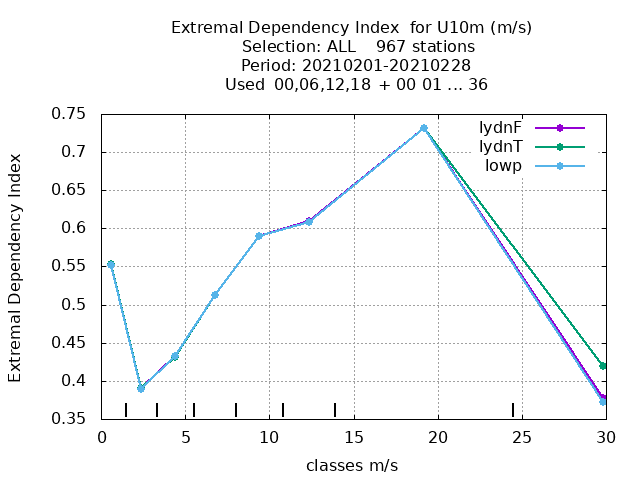 Extremal Dependency Index  for U10m (m/s)
Selection: ALL    967 stations
Period: 20210201-20210228
Used  00,06,12,18  + 00 01 ... 36
lydnF
lydnT
lowp
Extremal Dependency Index
0.75
0.7
0.65
0.6
0.55
0.5
0.45
0.4
0.35
0 5 10 15 20 25 30
classes m/s